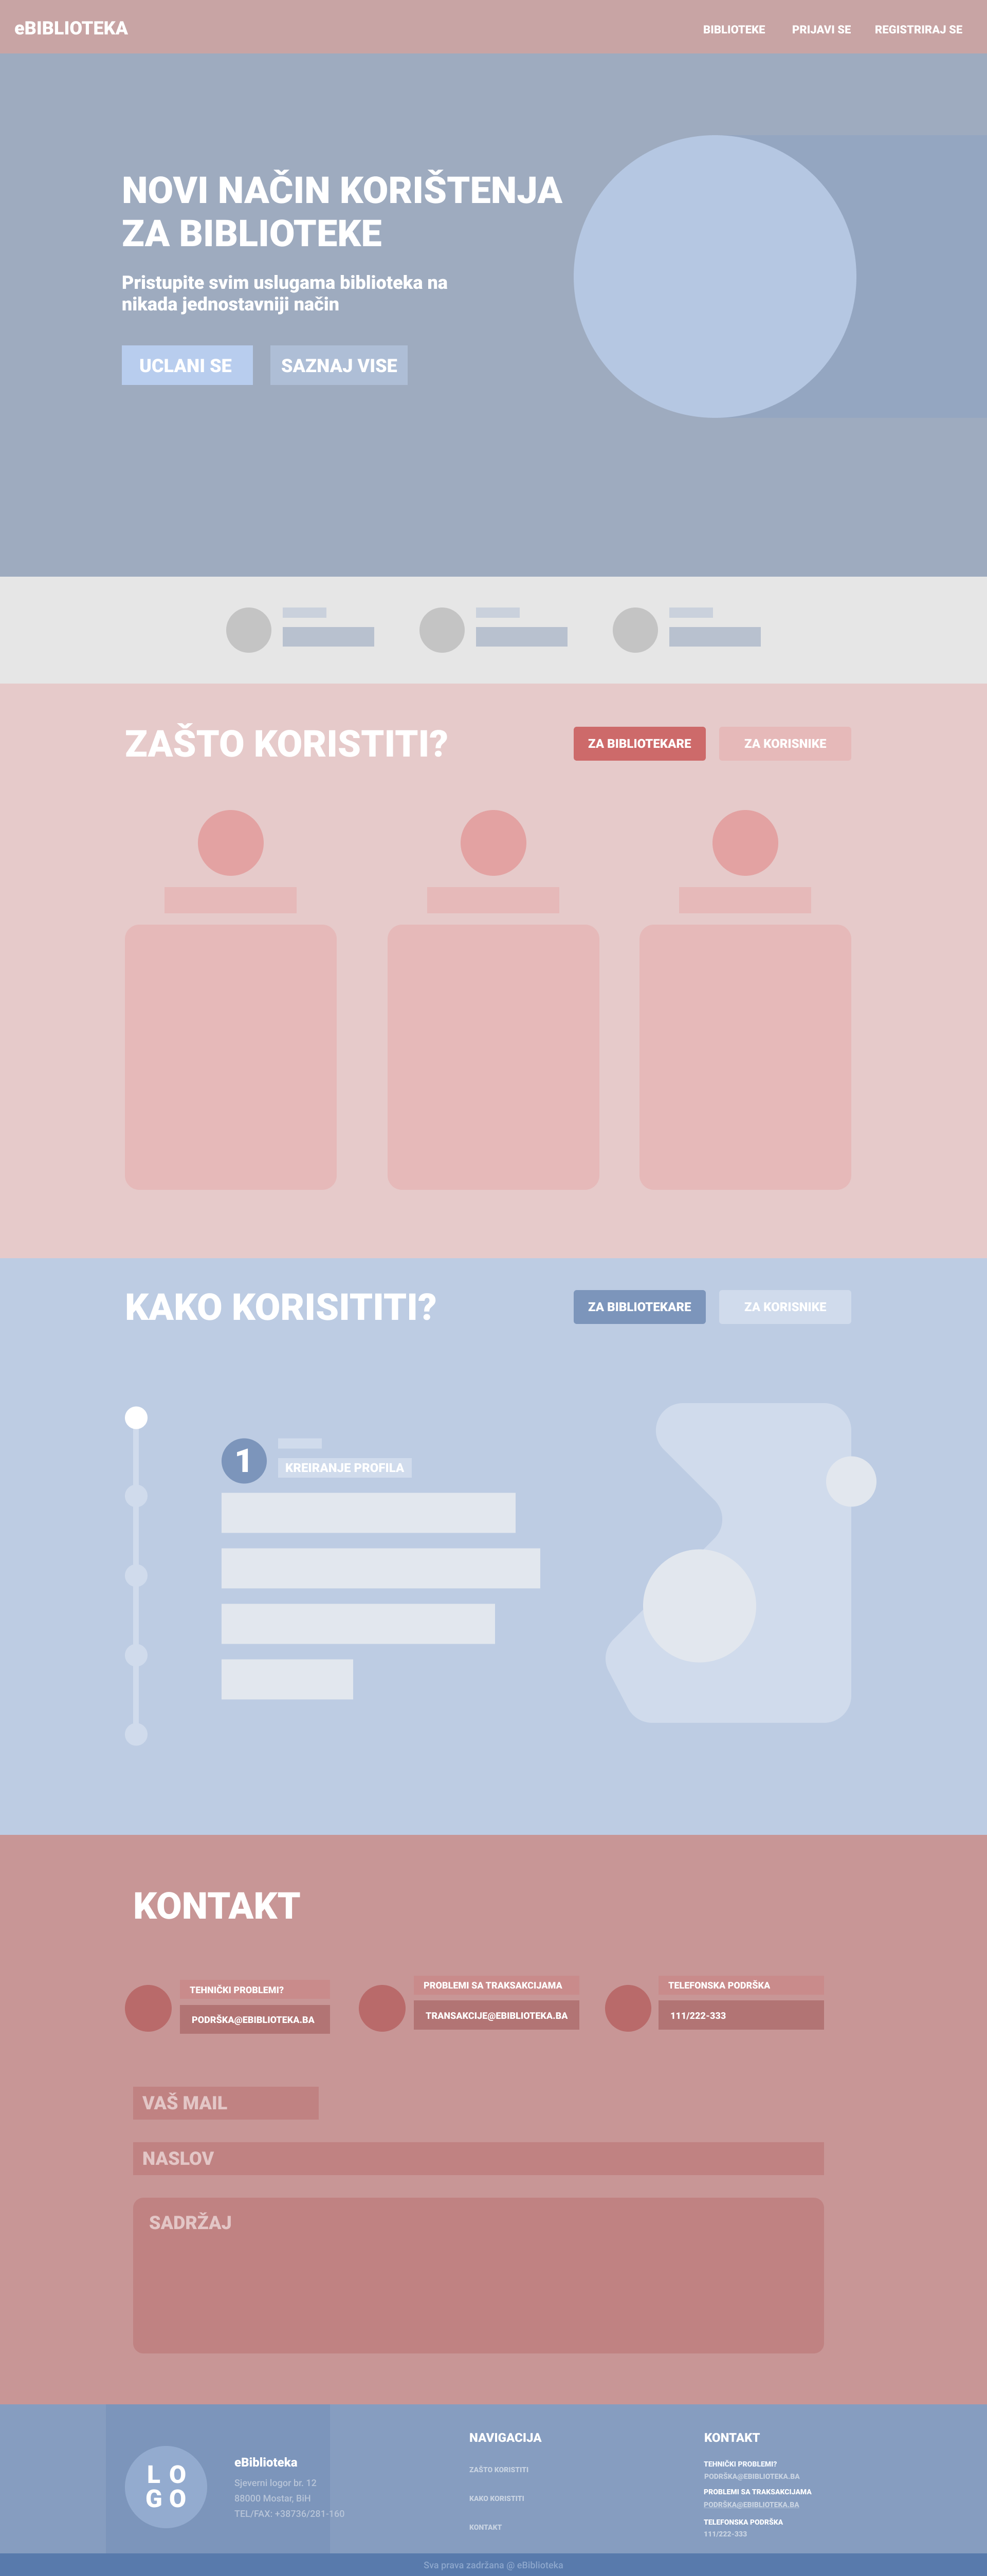 eBIBLIOTEKA
BIBLIOTEKE
PRIJAVI SE
REGISTRIRAJ SE
NOVI NAČIN KORIŠTENJA
ZA BIBLIOTEKE
Pristupite svim uslugama biblioteka na
nikada jednostavniji način
UCLANI SE
SAZNAJ VISE
ZAŠTO KORISTITI?
ZA BIBLIOTEKARE
ZA KORISNIKE
KAKO KORISITITI?
ZA BIBLIOTEKARE
ZA KORISNIKE
1
KREIRANJE PROFILA
KONTAKT
TEHNIČKI PROBLEMI?
PODRŠKA@EBIBLIOTEKA.BA
PROBLEMI SA TRAKSAKCIJAMA
TRANSAKCIJE@EBIBLIOTEKA.BA
TELEFONSKA PODRŠKA
111/222-333
VAŠ MAIL
NASLOV
SADRŽAJ
LO
GO
eBiblioteka
Sjeverni logor br. 12
88000 Mostar, BiH
TEL/FAX: +38736/281-160
NAVIGACIJA
ZAŠTO KORISTITI
KAKO KORISTITI
KONTAKT
KONTAKT
TEHNIČKI PROBLEMI?
PODRŠKA@EBIBLIOTEKA.BA
PROBLEMI SA TRAKSAKCIJAMA
PODRŠKA@EBIBLIOTEKA.BA
TELEFONSKA PODRŠKA
111/222-333
Sva prava zadržana @ eBiblioteka